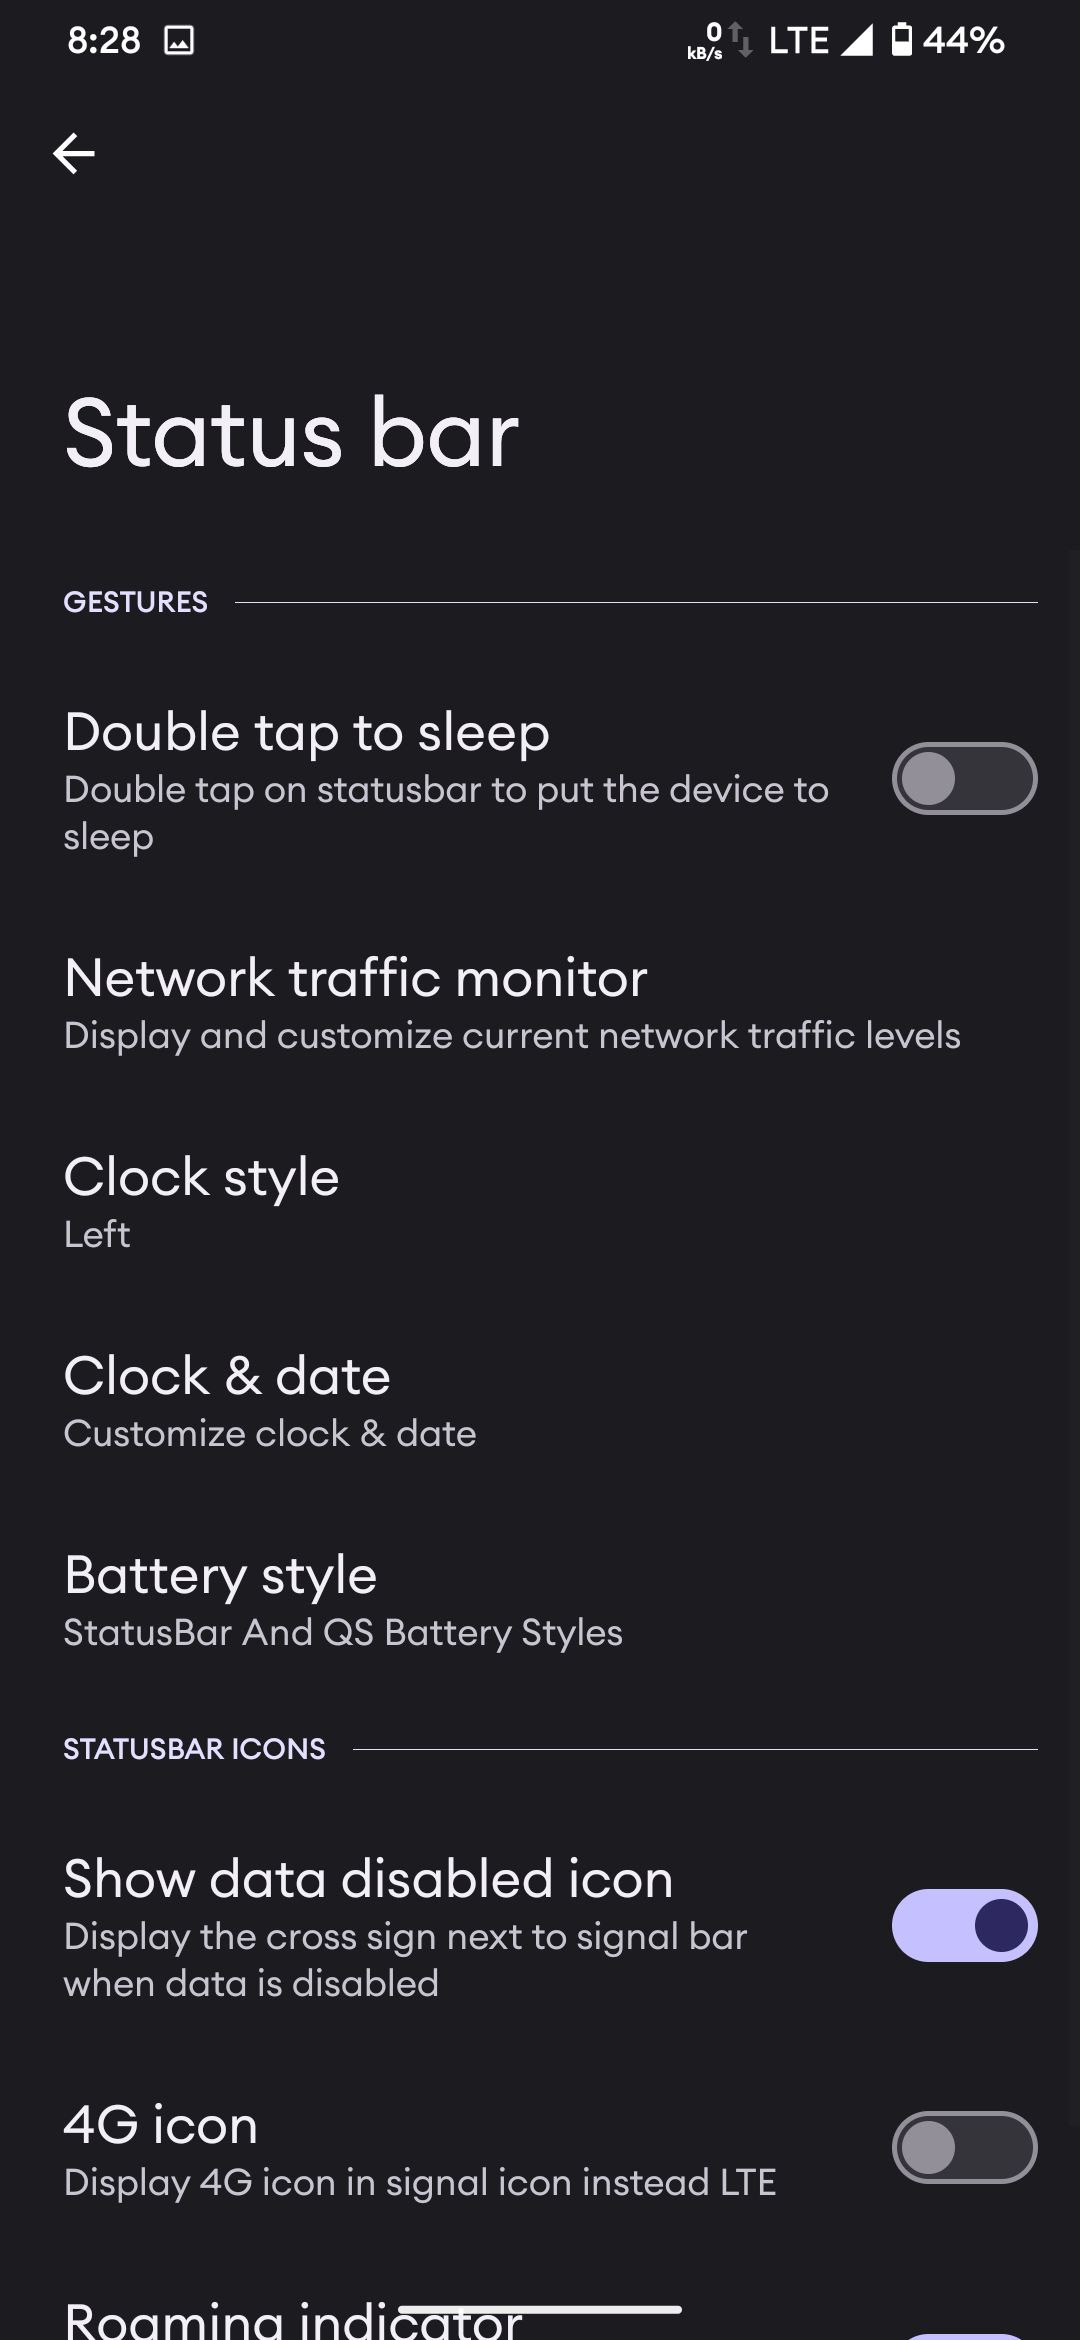 8:28 0 kB/s LTE 44%
Status bar
GESTURES
Double tap to sleep
Double tap on statusbar to put the device to
sleep
Network traffic monitor
Display and customize current network traffic levels
Clock style
Left
Clock & date
Customize clock & date
Battery style
StatusBar And QS Battery Styles
STATUSBAR ICONS
Show data disabled icon
Display the cross sign next to signal bar
when data is disabled
4G icon
Display 4G icon in signal icon instead LTE
Roaming indicator